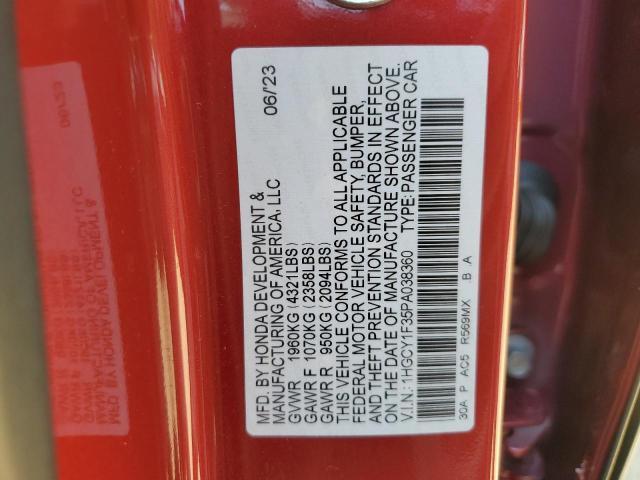 MFD. BY HONDA DEVELOPMENT & 06/'23
MANUFACTURING OF AMERICA, LLC
GVWR 1960KG (4321LBS)
GAWR F 1070KG (2358LBS)
GAWR R 950KG (2094LBS)
THIS VEHICLE CONFORMS TO ALL APPLICABLE
FEDERAL MOTOR VEHICLE SAFETY, BUMPER,
AND THEFT PREVENTION STANDARDS IN EFFECT
ON THE DATE OF MANUFACTURE SHOWN ABOVE.
V.I.N.: 1HGCY1F35PA038360 TYPE: PASSENGER CAR
30A P AC5 R569MX .B A